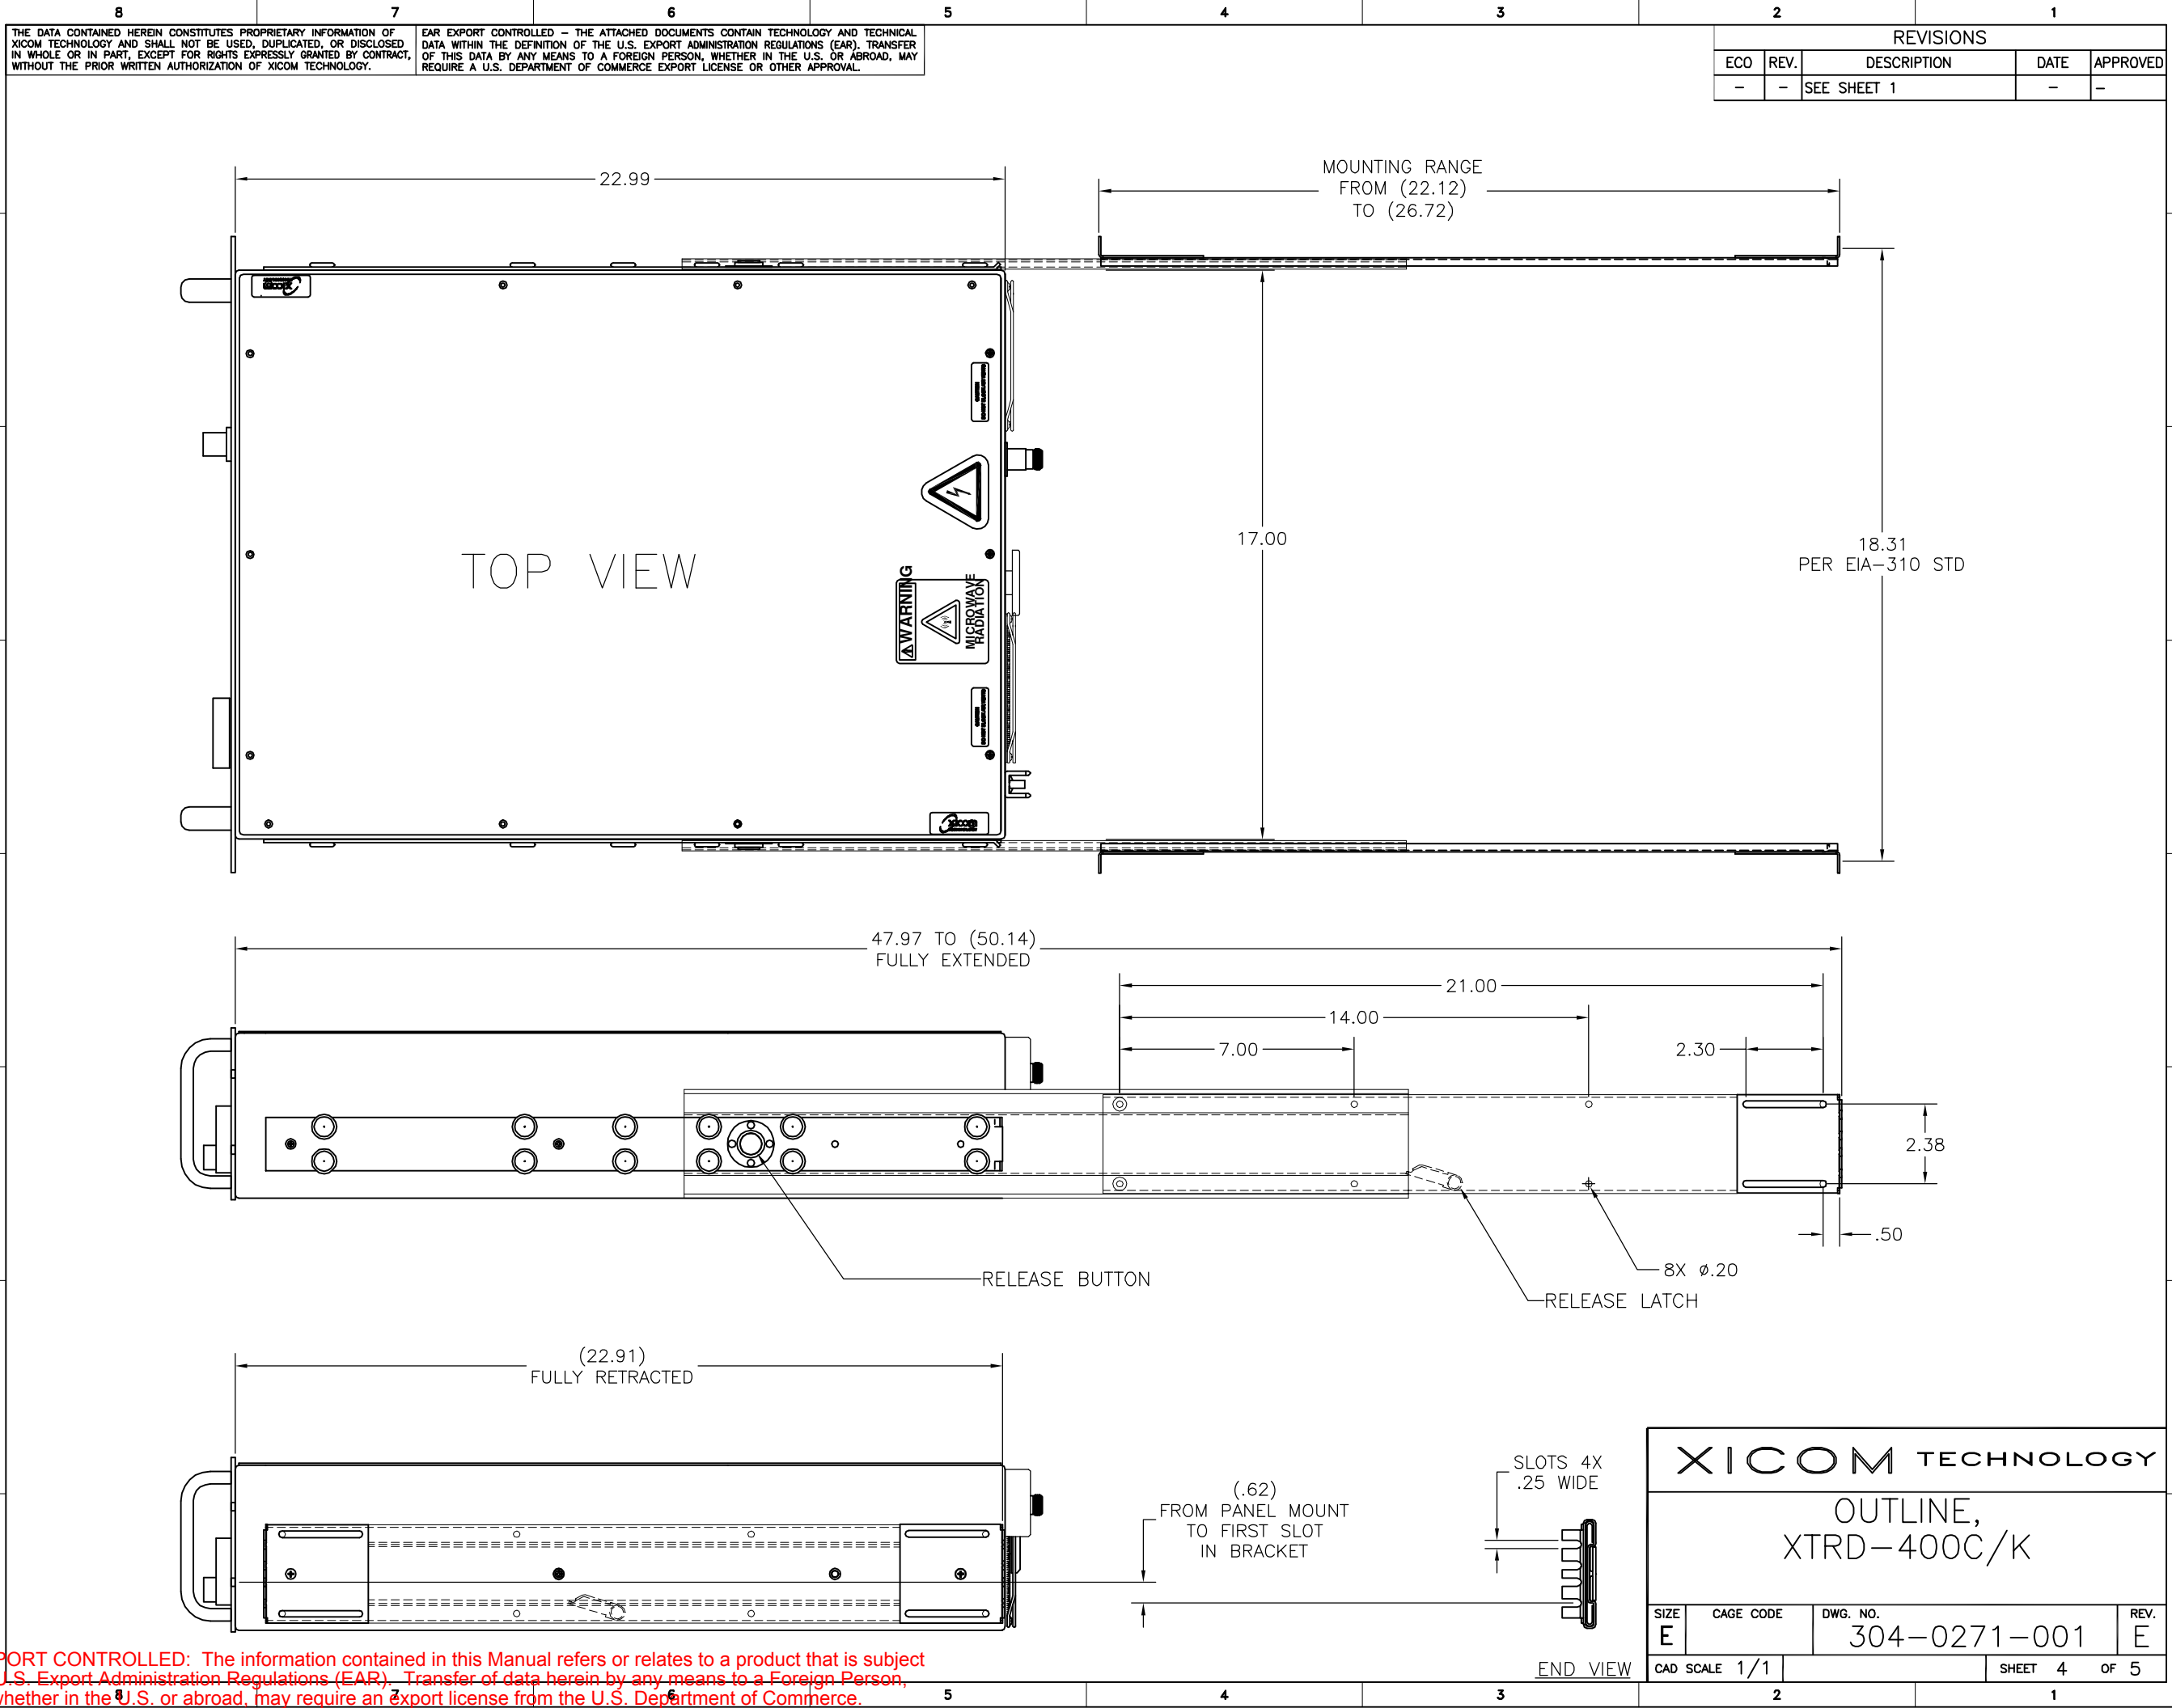 8 7 6 5 4 3 2 1
THE DATA CONTAINED HEREIN CONSTITUTES PROPRIETARY INFORMATION OF
XICOM TECHNOLOGY AND SHALL NOT BE USED, DUPLICATED, OR DISCLOSED
IN WHOLE OR IN PART, EXCEPT FOR RIGHTS EXPRESSLY GRANTED BY CONTRACT,
WITHOUT THE PRIOR WRITTEN AUTHORIZATION OF XICOM TECHNOLOGY.
EAR EXPORT CONTROLLED – THE ATTACHED DOCUMENTS CONTAIN TECHNOLOGY AND TECHNICAL
DATA WITHIN THE DEFINITION OF THE U.S. EXPORT ADMINISTRATION REGULATIONS (EAR). TRANSFER
OF THIS DATA BY ANY MEANS TO A FOREIGN PERSON, WHETHER IN THE U.S. OR ABROAD, MAY
REQUIRE A U.S. DEPARTMENT OF COMMERCE EXPORT LICENSE OR OTHER APPROVAL.
REVISIONS
ECO REV. DESCRIPTION DATE APPROVED
– – SEE SHEET 1 – –
22.99
MOUNTING RANGE
FROM (22.12)
TO (26.72)
xicom
17.00
18.31
PER EIA–310 STD
TOP VIEW
WARNING
MICROWAVE
RADIATION
xicom
47.97 TO (50.14)
FULLY EXTENDED
21.00
14.00
7.00
2.30
2.38
.50
RELEASE BUTTON
8X ø.20
RELEASE LATCH
(22.91)
FULLY RETRACTED
(.62)
FROM PANEL MOUNT
TO FIRST SLOT
IN BRACKET
SLOTS 4X
.25 WIDE
END VIEW
XICOM TECHNOLOGY
OUTLINE,
XTRD–400C/K
SIZE CAGE CODE DWG. NO. REV.
E 304–0271–001 E
CAD SCALE 1/1 SHEET 4 OF 5
PORT CONTROLLED: The information contained in this Manual refers or relates to a product that is subject
U.S. Export Administration Regulations (EAR). Transfer of data herein by any means to a Foreign Person,
whether in the U.S. or abroad, may require an export license from the U.S. Department of Commerce.
8 7 6 5 4 3 2 1